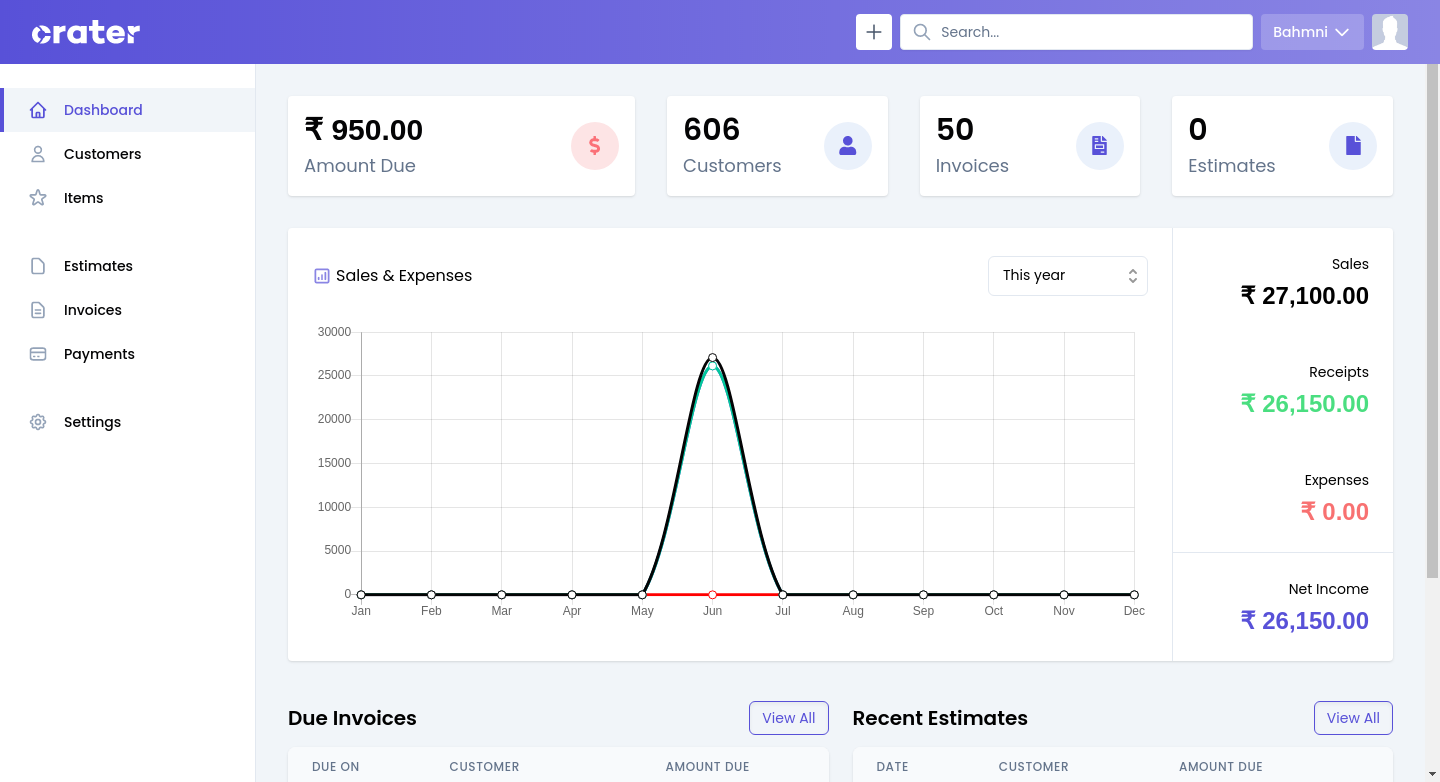 crater
Search...
Bahmni
Dashboard
Customers
Items
Estimates
Invoices
Payments
Settings
₹ 950.00
Amount Due
606
Customers
50
Invoices
0
Estimates
Sales & Expenses
This year
30000
25000
20000
15000
10000
5000
0
Jan Feb Mar Apr May Jun Jul Aug Sep Oct Nov Dec
Sales
₹ 27,100.00
Receipts
₹ 26,150.00
Expenses
₹ 0.00
Net Income
₹ 26,150.00
Due Invoices
View All
DUE ON CUSTOMER AMOUNT DUE
Recent Estimates
View All
DATE CUSTOMER AMOUNT DUE